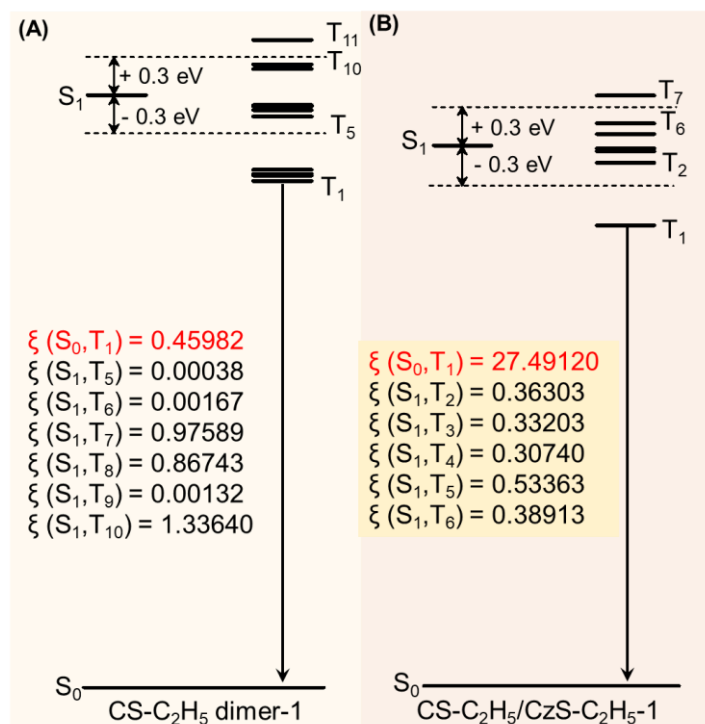 (A)
T₁₁
T₁₀
+ 0.3 eV
S₁
- 0.3 eV
T₅
T₁
ξ (S₀,T₁) = 0.45982
ξ (S₁,T₅) = 0.00038
ξ (S₁,T₆) = 0.00167
ξ (S₁,T₇) = 0.97589
ξ (S₁,T₈) = 0.86743
ξ (S₁,T₉) = 0.00132
ξ (S₁,T₁₀) = 1.33640
S₀
CS-C₂H₅ dimer-1
(B)
T₇
+ 0.3 eV
T₆
S₁
- 0.3 eV
T₂
T₁
ξ (S₀,T₁) = 27.49120
ξ (S₁,T₂) = 0.36303
ξ (S₁,T₃) = 0.33203
ξ (S₁,T₄) = 0.30740
ξ (S₁,T₅) = 0.53363
ξ (S₁,T₆) = 0.38913
S₀
CS-C₂H₅/CzS-C₂H₅-1